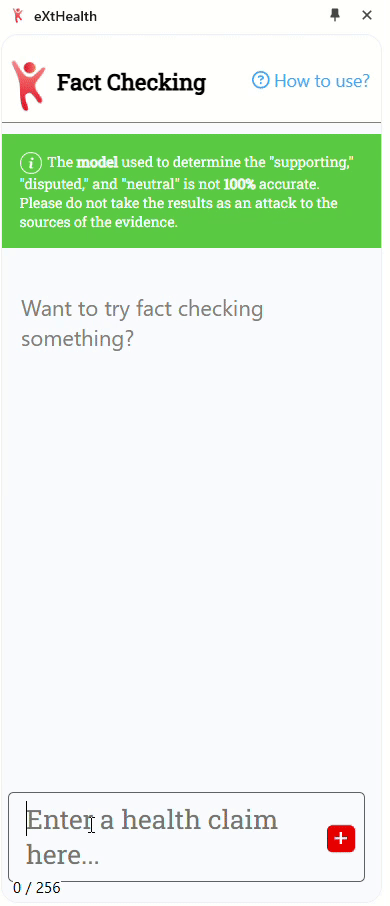 eXtHealth
Fact Checking
How to use?
The model used to determine the "supporting,"
"disputed," and "neutral" is not 100% accurate.
Please do not take the results as an attack to the
sources of the evidence.
Want to try fact checking
something?
Enter a health claim
here...
0 / 256